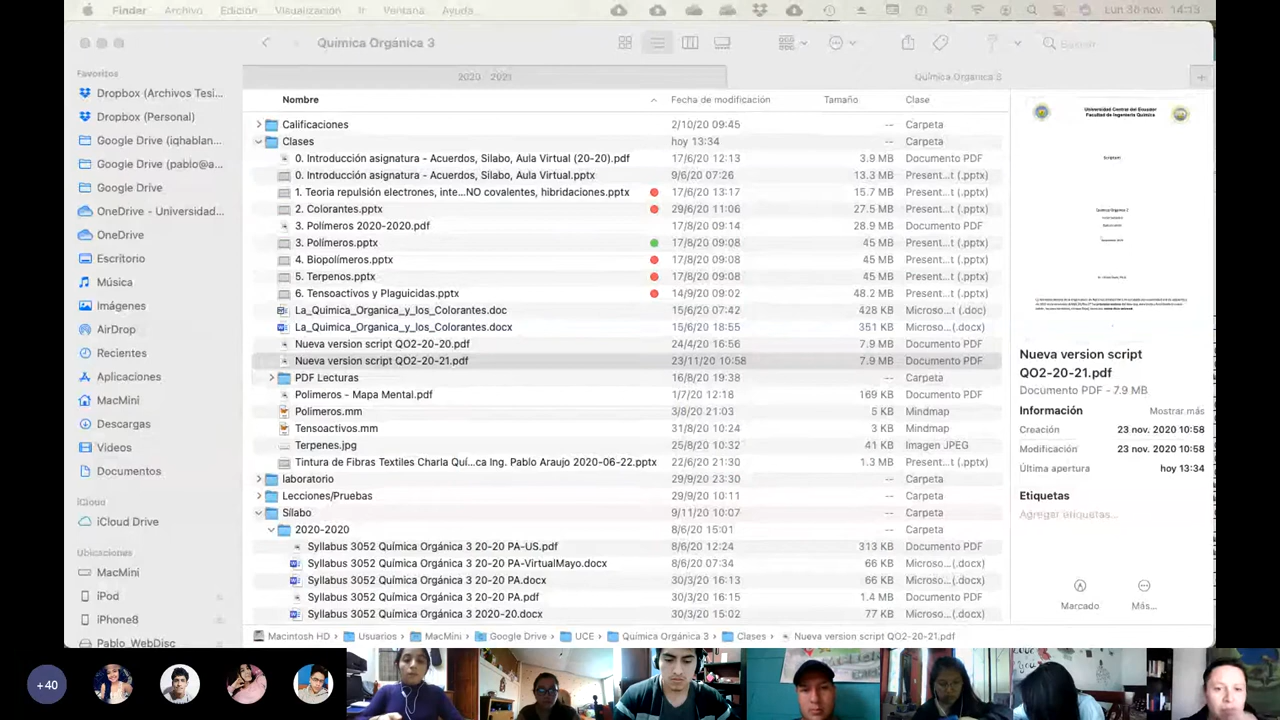 Finder Archivo Edición Visualización Ir Ventana Ayuda Lun 30 nov. 14:13
Química Orgánica 3 Buscar
2020 - 2021 Química Orgánica 3
Favoritos
Dropbox (Archivos Tesi...
Dropbox (Personal)
Google Drive (iqhablan...
Google Drive (pablo@a...
Google Drive
OneDrive - Universidad...
OneDrive
Escritorio
Música
Imágenes
AirDrop
Recientes
Aplicaciones
MacMini
Descargas
Videos
Documentos
iCloud
iCloud Drive
Ubicaciones
MacMini
iPod
iPhone8
Pablo_WebDisc
Nombre Fecha de modificación Tamaño Clase
Calificaciones 2/10/20 09:45 -- Carpeta
Clases hoy 13:34 -- Carpeta
0. Introducción asignatura - Acuerdos, Silabo, Aula Virtual (20-20).pdf 17/6/20 12:13 3.9 MB Documento PDF
0. Introducción asignatura - Acuerdos, Silabo, Aula Virtual.pptx 9/6/20 07:26 13.3 MB Present...t (.pptx)
1. Teoria repulsión electrones, inte...NO covalentes, hibridaciones.pptx 17/6/20 13:17 15.7 MB Present...t (.pptx)
2. Colorantes.pptx 29/6/20 11:06 27.5 MB Present...t (.pptx)
3. Polimeros 2020-2020.pdf 17/8/20 09:14 28.9 MB Documento PDF
3. Polímeros.pptx 17/8/20 09:08 45 MB Present...t (.pptx)
4. Biopolímeros.pptx 17/8/20 09:08 45 MB Present...t (.pptx)
5. Terpenos.pptx 17/8/20 09:08 45 MB Present...t (.pptx)
6. Tensoactivos y Plaguicidas.pptx 14/9/20 09:05 48.2 MB Present...t (.pptx)
La_Quimica_Organica_y_los_Colorantes.doc 428 KB Microso... (.doc)
La_Quimica_Organica_y_los_Colorantes.docx 15/6/20 18:55 351 KB Microso...(.docx)
Nueva version script QO2-20-20.pdf 24/4/20 16:56 7.9 MB Documento PDF
Nueva version script QO2-20-21.pdf 23/11/20 10:58 7.9 MB Documento PDF
PDF Lecturas 16/8/20 19:38 -- Carpeta
Polimeros - Mapa Mental.pdf 1/7/20 12:18 169 KB Documento PDF
Polimeros.mm 3/8/20 21:03 5 KB Mindmap
Tensoactivos.mm 31/8/20 10:24 3 KB Mindmap
Terpenes.jpg 25/8/20 10:32 41 KB Imagen JPEG
Tintura de Fibras Textiles Charla Quí...ca Ing. Pablo Araujo 2020-06-22.pptx 22/6/20 21:30 1.3 MB Present...t (.pptx)
laboratorio 29/9/20 23:30 -- Carpeta
Lecciones/Pruebas 29/9/20 10:11 -- Carpeta
Sílabo 9/11/20 10:07 -- Carpeta
2020-2020 8/6/20 15:01 -- Carpeta
Syllabus 3052 Química Orgánica 3 20-20 PA-US.pdf 8/6/20 12:24 313 KB Documento PDF
Syllabus 3052 Química Orgánica 3 20-20 PA-VirtualMayo.docx 8/6/20 07:34 66 KB Microso...(.docx)
Syllabus 3052 Química Orgánica 3 20-20 PA.docx 30/3/20 16:13 66 KB Microso...(.docx)
Syllabus 3052 Química Orgánica 3 20-20 PA.pdf 30/3/20 16:15 1.4 MB Documento PDF
Syllabus 3052 Química Orgánica 3 2020-20.docx 30/3/20 15:02 77 KB Microso...(.docx)
Universidad Central del Ecuador
Facultad de Ingeniería Química
Nueva version script
QO2-20-21.pdf
Documento PDF - 7.9 MB
Información Mostrar más
Creación 23 nov. 2020 10:58
Modificación 23 nov. 2020 10:58
Última apertura hoy 13:34
Etiquetas
Agregar etiquetas...
Marcado Más...
Macintosh HD › Usuarios › MacMini › Google Drive › UCE › Química Orgánica 3 › Clases › Nueva version script QO2-20-21.pdf
+40